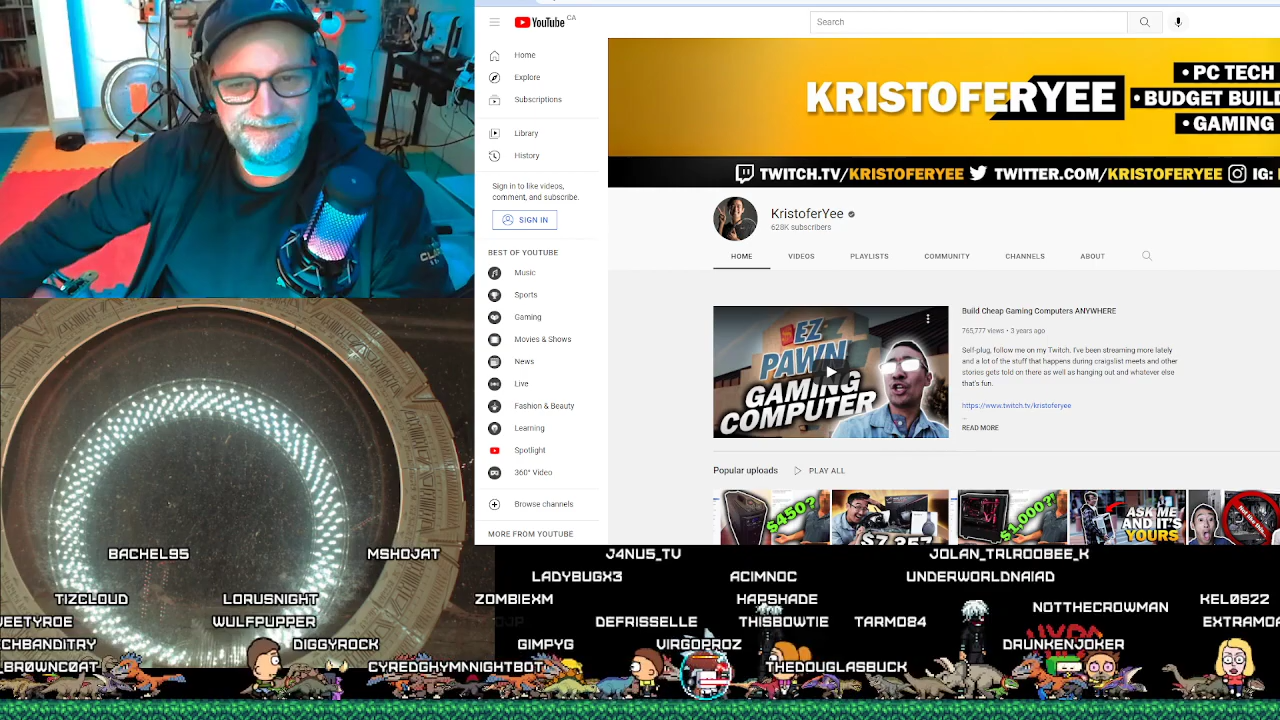 YouTube CA
Search
Home
Explore
Subscriptions
Library
History
Sign in to like videos,
comment, and subscribe.
SIGN IN
BEST OF YOUTUBE
Music
Sports
Gaming
Movies & Shows
News
Live
Fashion & Beauty
Learning
Spotlight
360° Video
Browse channels
MORE FROM YOUTUBE
KRISTOFERYEE
• PC TECH
• BUDGET BUILD
• GAMING
TWITCH.TV/KRISTOFERYEE TWITTER.COM/KRISTOFERYEE IG:
KristoferYee
628K subscribers
HOME VIDEOS PLAYLISTS COMMUNITY CHANNELS ABOUT
EZ
PAWN
GAMING
COMPUTER
Build Cheap Gaming Computers ANYWHERE
765,777 views • 3 years ago
Self-plug, follow me on my Twitch. I've been streaming more lately
and a lot of the stuff that happens during craigslist meets and other
stories gets told on there as well as hanging out and whatever else
that's fun.
https://www.twitch.tv/kristoferyee
...
READ MORE
Popular uploads PLAY ALL
$450?
$7,357
$1,000?!
ASK ME
AND IT'S
YOURS
BACHEL95 MSHOJAT J4NU5_TV JOLAN_TRLROOBEE_K
LADYBUGX3 ACIMNOC UNDERWORLDNAIAD
TIZCLOUD LORUSNIGHT ZOMBIEXM HAPSHADE NOTTHECROWMAN KEL0822
WULFPUPPER DEFRISSELLE THISBOWTIE TARM084
DIGGYROCK GIMPYG VIRGOPROZ DRUNKENJOKER
CYREDGHYMNNIGHTBOT THEDOUGLASBUCK